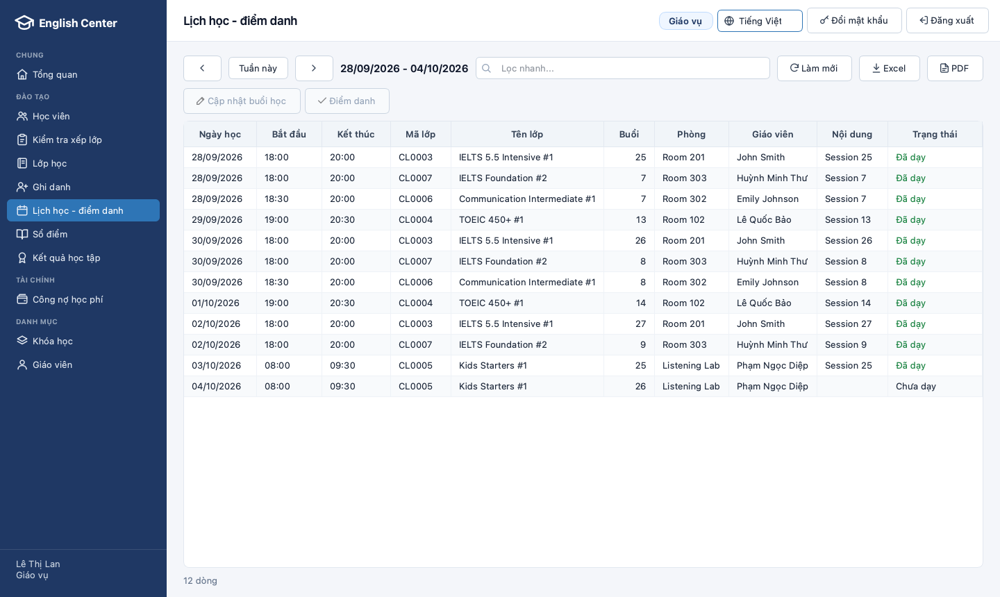 English Center
CHUNG
Tổng quan
ĐÀO TẠO
Học viên
Kiểm tra xếp lớp
Lớp học
Ghi danh
Lịch học - điểm danh
Sổ điểm
Kết quả học tập
TÀI CHÍNH
Công nợ học phí
DANH MỤC
Khóa học
Giáo viên
Lê Thị Lan
Giáo vụ
Lịch học - điểm danh
Giáo vụ
Tiếng Việt
Đổi mật khẩu
Đăng xuất
Tuần này
28/09/2026 - 04/10/2026
Lọc nhanh...
Làm mới
Excel
PDF
Cập nhật buổi học
Điểm danh
Ngày học Bắt đầu Kết thúc Mã lớp Tên lớp Buổi Phòng Giáo viên Nội dung Trạng thái
28/09/2026 18:00 20:00 CL0003 IELTS 5.5 Intensive #1 25 Room 201 John Smith Session 25 Đã dạy
28/09/2026 18:00 20:00 CL0007 IELTS Foundation #2 7 Room 303 Huỳnh Minh Thư Session 7 Đã dạy
28/09/2026 18:30 20:00 CL0006 Communication Intermediate #1 7 Room 302 Emily Johnson Session 7 Đã dạy
29/09/2026 19:00 20:30 CL0004 TOEIC 450+ #1 13 Room 102 Lê Quốc Bảo Session 13 Đã dạy
30/09/2026 18:00 20:00 CL0003 IELTS 5.5 Intensive #1 26 Room 201 John Smith Session 26 Đã dạy
30/09/2026 18:00 20:00 CL0007 IELTS Foundation #2 8 Room 303 Huỳnh Minh Thư Session 8 Đã dạy
30/09/2026 18:30 20:00 CL0006 Communication Intermediate #1 8 Room 302 Emily Johnson Session 8 Đã dạy
01/10/2026 19:00 20:30 CL0004 TOEIC 450+ #1 14 Room 102 Lê Quốc Bảo Session 14 Đã dạy
02/10/2026 18:00 20:00 CL0003 IELTS 5.5 Intensive #1 27 Room 201 John Smith Session 27 Đã dạy
02/10/2026 18:00 20:00 CL0007 IELTS Foundation #2 9 Room 303 Huỳnh Minh Thư Session 9 Đã dạy
03/10/2026 08:00 09:30 CL0005 Kids Starters #1 25 Listening Lab Phạm Ngọc Diệp Session 25 Đã dạy
04/10/2026 08:00 09:30 CL0005 Kids Starters #1 26 Listening Lab Phạm Ngọc Diệp Chưa dạy
12 dòng